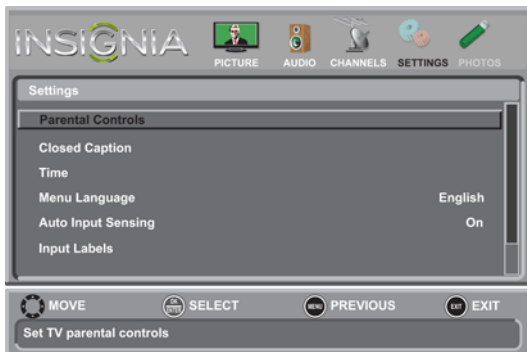 INSIGNIA
PICTURE AUDIO CHANNELS SETTINGS PHOTOS
Settings
Parental Controls
Closed Caption
Time
Menu Language English
Auto Input Sensing On
Input Labels
MOVE OK ENTER SELECT MENU PREVIOUS EXIT EXIT
Set TV parental controls